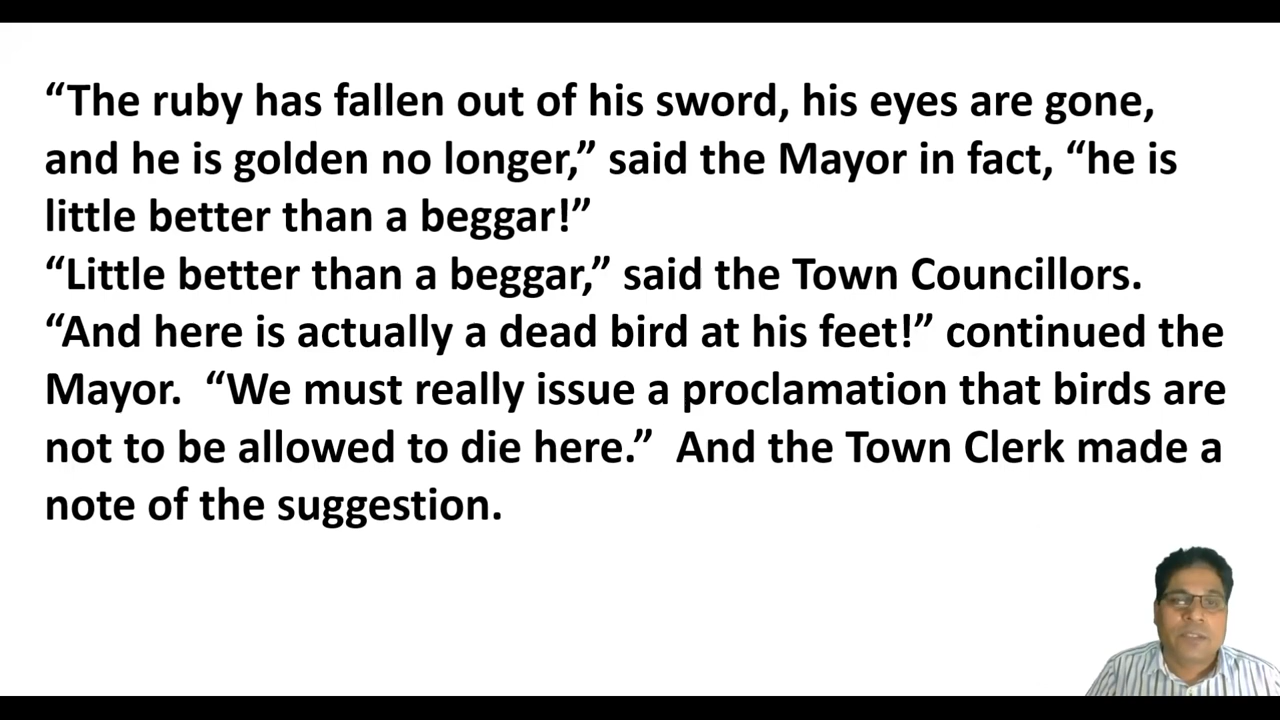 “The ruby has fallen out of his sword, his eyes are gone,
and he is golden no longer,” said the Mayor in fact, “he is
little better than a beggar!”
“Little better than a beggar,” said the Town Councillors.
“And here is actually a dead bird at his feet!” continued the
Mayor.  “We must really issue a proclamation that birds are
not to be allowed to die here.”  And the Town Clerk made a
note of the suggestion.